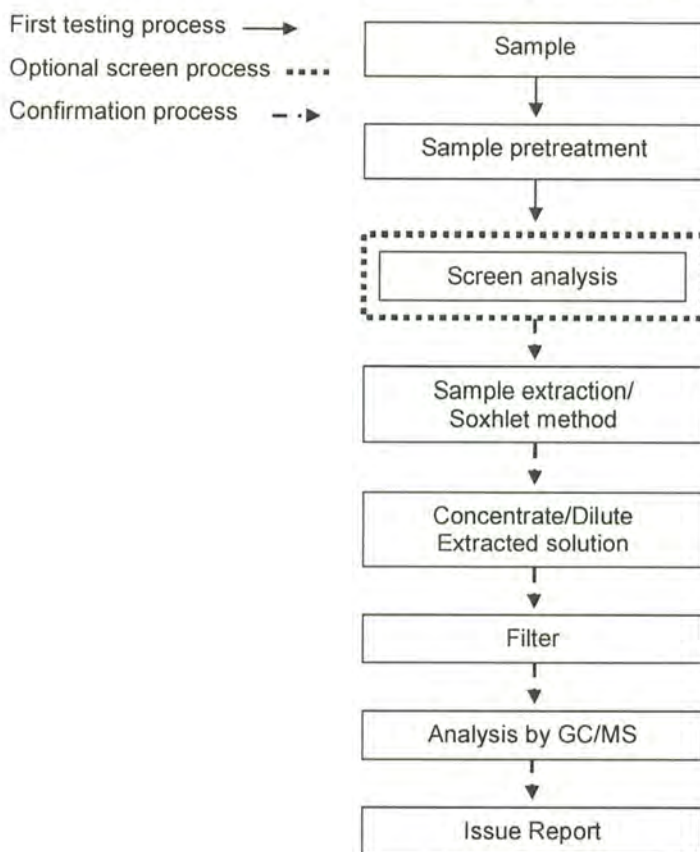 First testing process
Optional screen process
Confirmation process
Sample
Sample pretreatment
Screen analysis
Sample extraction/
Soxhlet method
Concentrate/Dilute
Extracted solution
Filter
Analysis by GC/MS
Issue Report